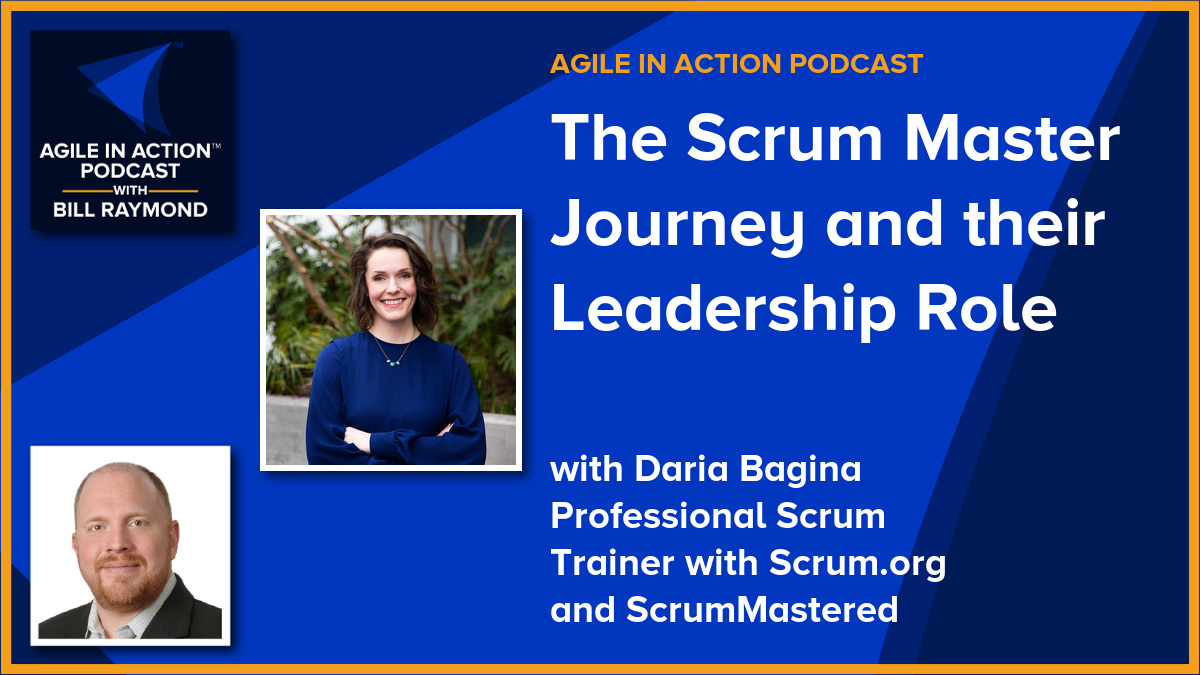 AGILE IN ACTION™
PODCAST
WITH
BILL RAYMOND
AGILE IN ACTION PODCAST
The Scrum Master
Journey and their
Leadership Role
with Daria Bagina
Professional Scrum
Trainer with Scrum.org
and ScrumMastered
TM